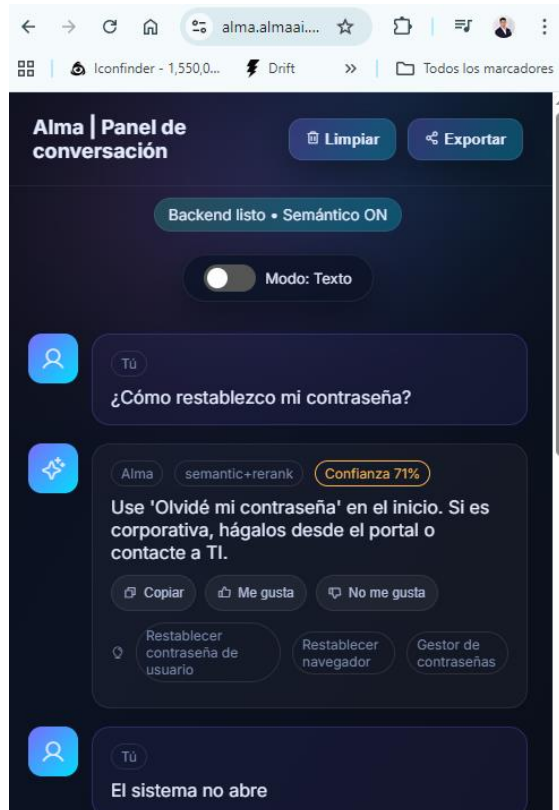 alma.almaai....
Iconfinder - 1,550,0...
Drift
»
Todos los marcadores
Alma | Panel de
conversación
Limpiar
Exportar
Backend listo • Semántico ON
Modo: Texto
Tú
¿Cómo restablezco mi contraseña?
Alma
semantic+rerank
Confianza 71%
Use 'Olvidé mi contraseña' en el inicio. Si es
corporativa, hágalos desde el portal o
contacte a TI.
Copiar
Me gusta
No me gusta
Restablecer
contraseña de
usuario
Restablecer
navegador
Gestor de
contraseñas
Tú
El sistema no abre